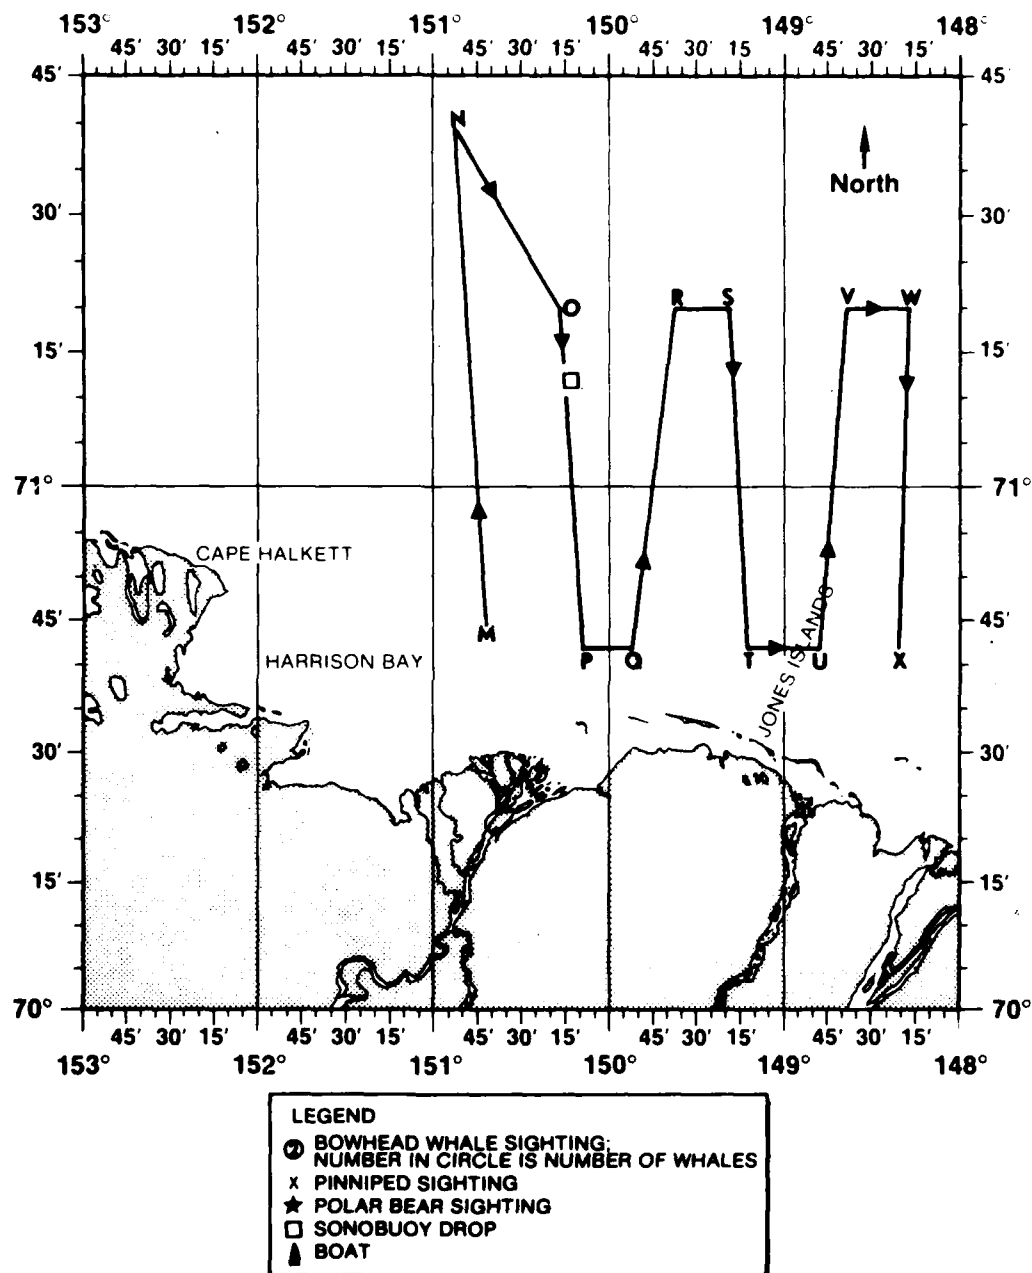 153° 152° 151° 150° 149° 148°
45' 30' 15' 45' 30' 15' 45' 30' 15' 45' 30' 15' 45' 30' 15'
45' 45'
N
North
30' 30'
O R S V W
15' 15'
71° 71°
CAPE HALKETT
45' 45'
M
HARRISON BAY
P Q T U X
JONES ISLANDS
30' 30'
15' 15'
70° 70°
45' 30' 15' 45' 30' 15' 45' 30' 15' 45' 30' 15' 45' 30' 15'
153° 152° 151° 150° 149° 148°
LEGEND
2 BOWHEAD WHALE SIGHTING;
NUMBER IN CIRCLE IS NUMBER OF WHALES
x PINNIPED SIGHTING
★ POLAR BEAR SIGHTING
□ SONOBUOY DROP
▲ BOAT